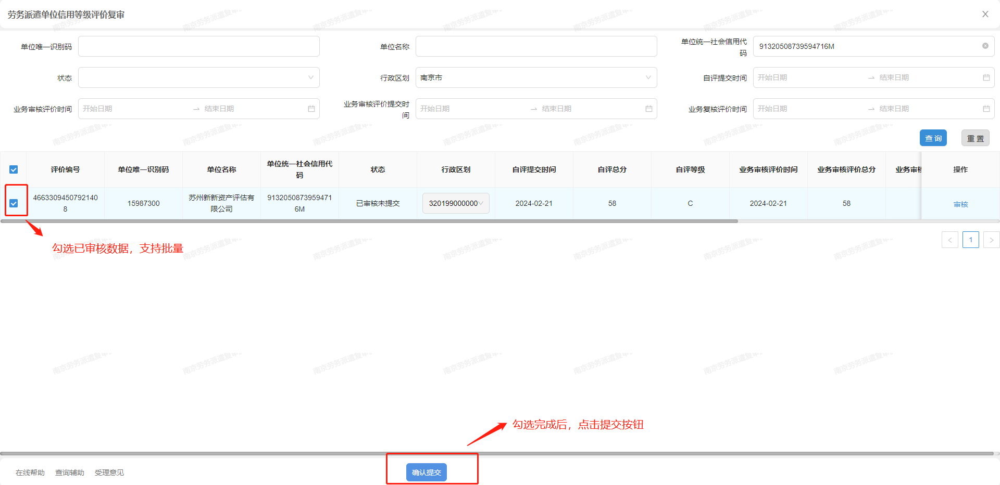 劳务派遣单位信用等级评价复审
X
单位唯一识别码
单位名称
单位统一社会信用代
码
91320508739594716M
状态
行政区划
南京市
自评提交时间
开始日期
结束日期
业务审核评价时间
开始日期
结束日期
业务审核评价提交时
间
开始日期
结束日期
业务复核评价时间
开始日期
结束日期
查 询
重 置
评价编号
单位唯一识别码
单位名称
单位统一社会信用代
码
状态
行政区划
自评提交时间
自评总分
自评等级
业务审核评价时间
业务审核评价总分
业务审核
操作
4663309450792140
8
15987300
苏州新新资产评估有
限公司
9132050873959471
6M
已审核未提交
320199000000
2024-02-21
58
C
2024-02-21
58
审核
勾选已审核数据，支持批量
<
1
>
勾选完成后，点击提交按钮
在线帮助
查询辅助
受理意见
确认提交